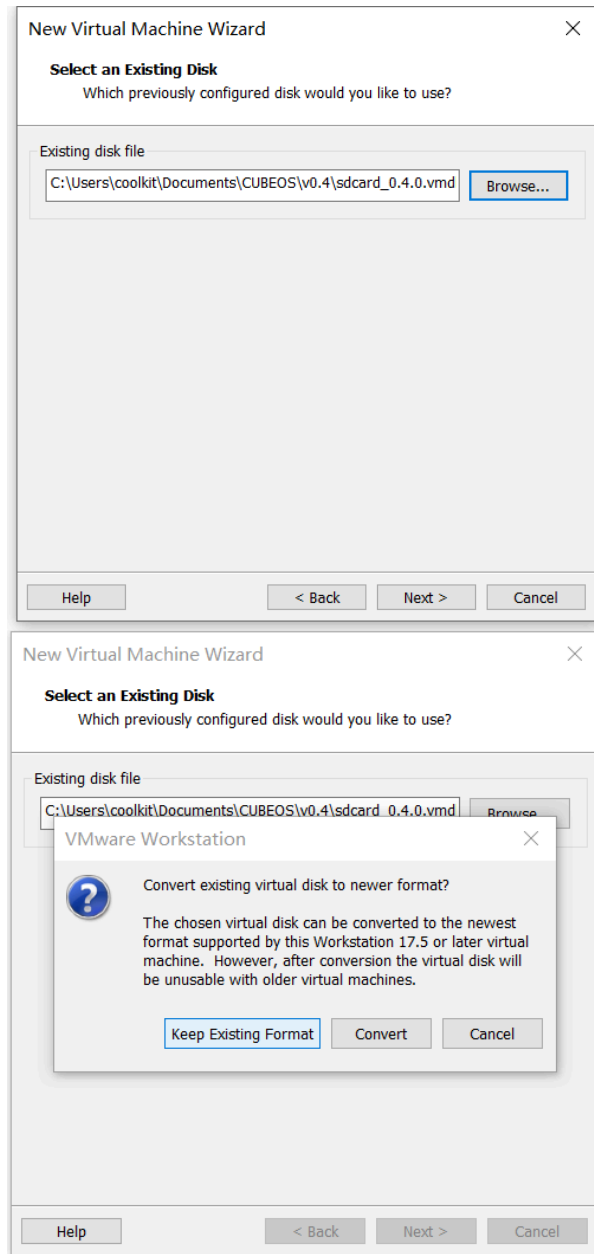 New Virtual Machine Wizard
Select an Existing Disk
Which previously configured disk would you like to use?
Existing disk file
C:\Users\coolkit\Documents\CUBEOS\v0.4\sdcard_0.4.0.vmd
Browse...
Help
< Back
Next >
Cancel
New Virtual Machine Wizard
Select an Existing Disk
Which previously configured disk would you like to use?
Existing disk file
C:\Users\coolkit\Documents\CUBEOS\v0.4\sdcard_0.4.0.vmd
Browse...
VMware Workstation
Convert existing virtual disk to newer format?
The chosen virtual disk can be converted to the newest
format supported by this Workstation 17.5 or later virtual
machine. However, after conversion the virtual disk will
be unusable with older virtual machines.
Keep Existing Format
Convert
Cancel
Help
< Back
Next >
Cancel